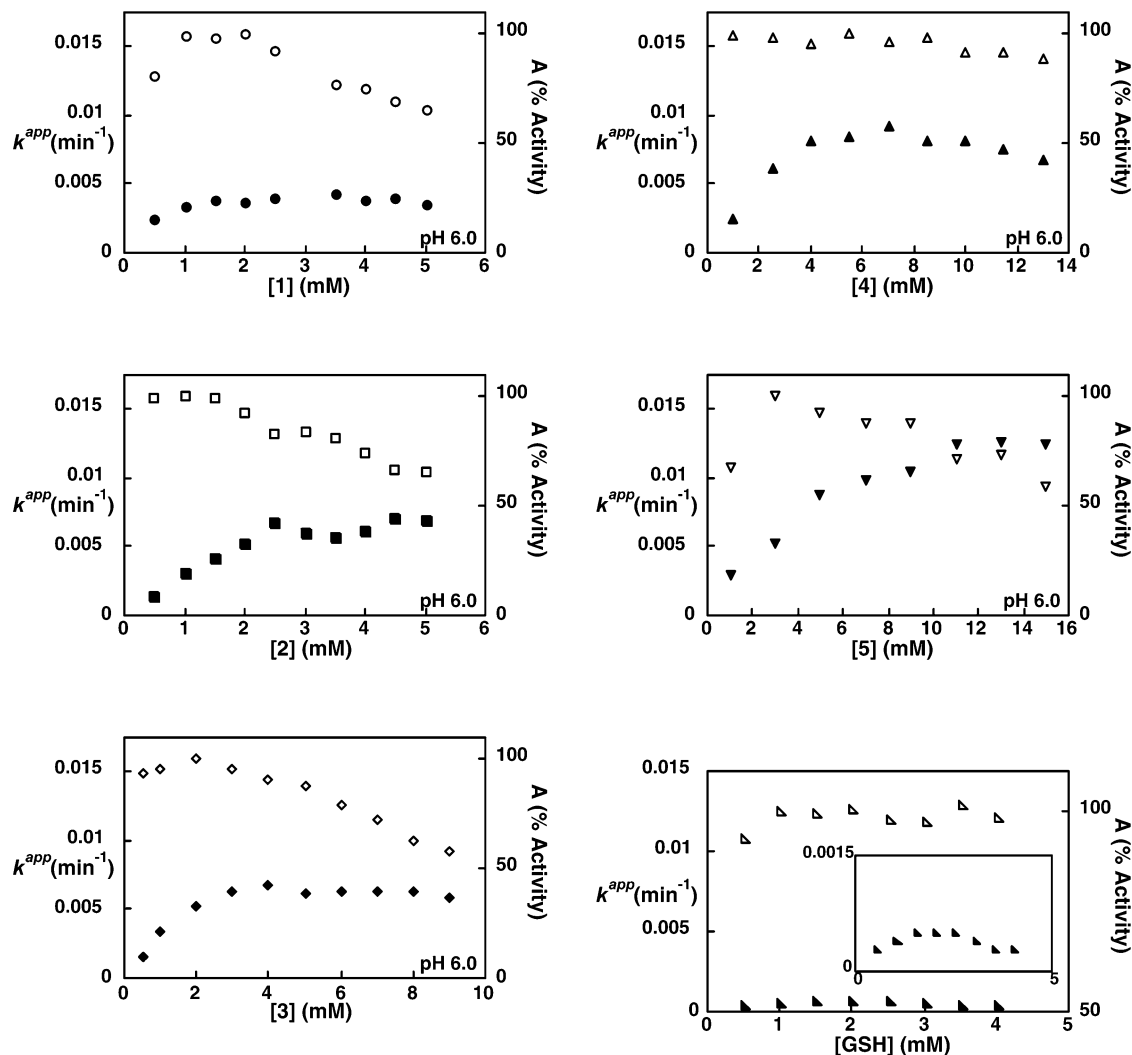 0.015
0.01
k^app(min^-1)
0.005
0
100
50
0
A (% Activity)
pH 6.0
0 1 2 3 4 5 6
[1] (mM)
0.015
0.01
k^app(min^-1)
0.005
0
100
50
0
A (% Activity)
pH 6.0
0 2 4 6 8 10 12 14
[4] (mM)
0.015
0.01
k^app(min^-1)
0.005
0
100
50
0
A (% Activity)
pH 6.0
0 1 2 3 4 5 6
[2] (mM)
0.015
0.01
k^app(min^-1)
0.005
0
100
50
0
A (% Activity)
pH 6.0
0 2 4 6 8 10 12 14 16
[5] (mM)
0.015
0.01
k^app(min^-1)
0.005
0
100
50
0
A (% Activity)
pH 6.0
0 2 4 6 8 10
[3] (mM)
0.015
0.01
k^app(min^-1)
0.005
0
100
50
A (% Activity)
0.0015
0
0 5
0 1 2 3 4 5
[GSH] (mM)